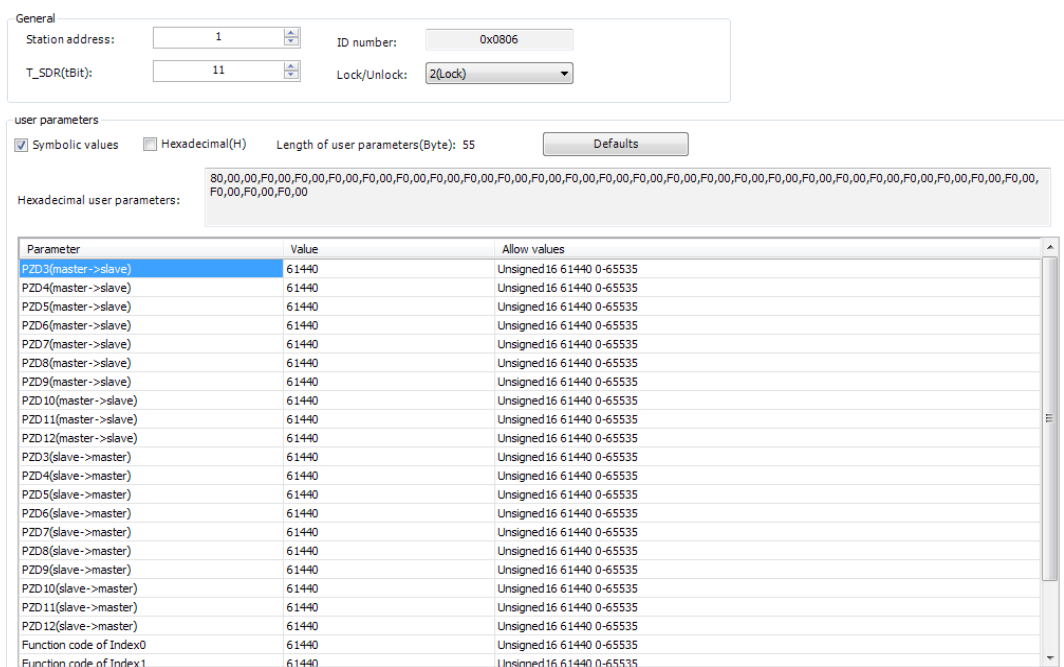 General
Station address: 1 ID number: 0x0806
T_SDR(tBit): 11 Lock/Unlock: 2(Lock)
user parameters
Symbolic values Hexadecimal(H) Length of user parameters(Byte): 55 Defaults
Hexadecimal user parameters:
80,00,00,F0,00,F0,00,F0,00,F0,00,F0,00,F0,00,F0,00,F0,00,F0,00,F0,00,F0,00,F0,00,F0,00,F0,00,F0,00,F0,00,F0,00,F0,00,F0,00,F0,00,F0,00,F0,00,F0,00,
F0,00,F0,00,F0,00
Parameter Value Allow values
PZD3(master->slave) 61440 Unsigned16 61440 0-65535
PZD4(master->slave) 61440 Unsigned16 61440 0-65535
PZD5(master->slave) 61440 Unsigned16 61440 0-65535
PZD6(master->slave) 61440 Unsigned16 61440 0-65535
PZD7(master->slave) 61440 Unsigned16 61440 0-65535
PZD8(master->slave) 61440 Unsigned16 61440 0-65535
PZD9(master->slave) 61440 Unsigned16 61440 0-65535
PZD10(master->slave) 61440 Unsigned16 61440 0-65535
PZD11(master->slave) 61440 Unsigned16 61440 0-65535
PZD12(master->slave) 61440 Unsigned16 61440 0-65535
PZD3(slave->master) 61440 Unsigned16 61440 0-65535
PZD4(slave->master) 61440 Unsigned16 61440 0-65535
PZD5(slave->master) 61440 Unsigned16 61440 0-65535
PZD6(slave->master) 61440 Unsigned16 61440 0-65535
PZD7(slave->master) 61440 Unsigned16 61440 0-65535
PZD8(slave->master) 61440 Unsigned16 61440 0-65535
PZD9(slave->master) 61440 Unsigned16 61440 0-65535
PZD10(slave->master) 61440 Unsigned16 61440 0-65535
PZD11(slave->master) 61440 Unsigned16 61440 0-65535
PZD12(slave->master) 61440 Unsigned16 61440 0-65535
Function code of Index0 61440 Unsigned16 61440 0-65535
Function code of Index1 61440 Unsigned16 61440 0-65535